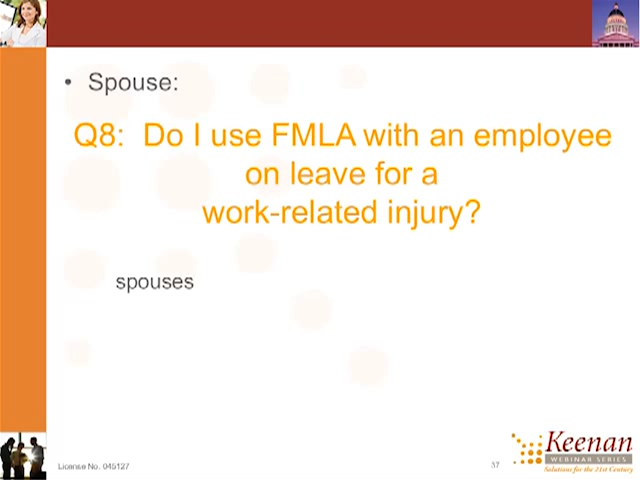 • Spouse:
Q8: Do I use FMLA with an employee
on leave for a
work-related injury?
spouses
License No. 045127
37
Keenan
WEBINAR SERIES
Solutions for the 21st Century